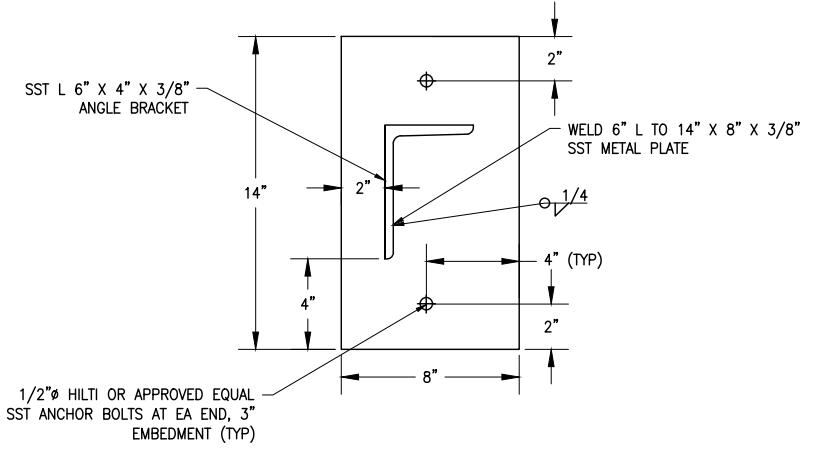 2”
SST L 6” X 4” X 3/8”
ANGLE BRACKET
WELD 6” L TO 14” X 8” X 3/8”
SST METAL PLATE
14”
2”
1/4
4” (TYP)
4”
2”
8”
1/2”ø HILTI OR APPROVED EQUAL
SST ANCHOR BOLTS AT EA END, 3”
EMBEDMENT (TYP)